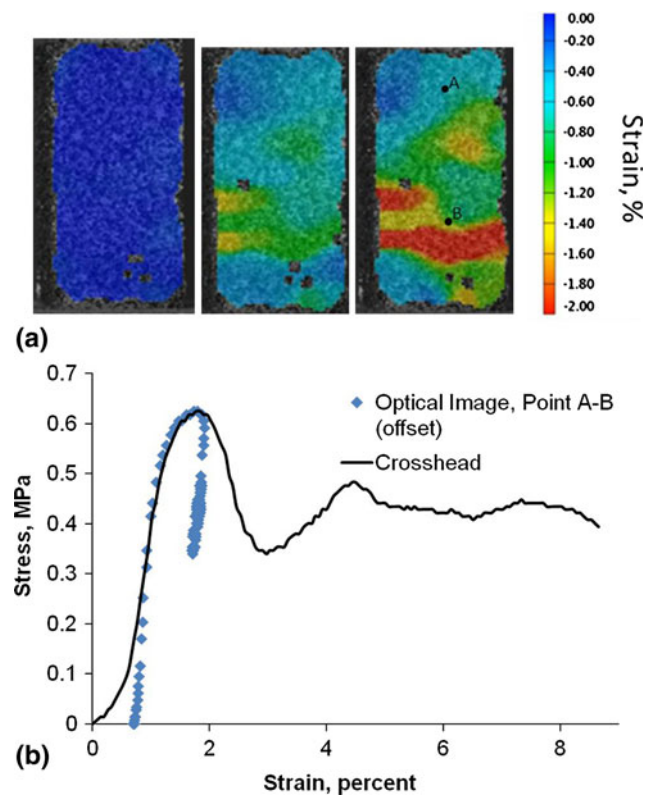 A
B
0.00
-0.40
-0.60
-0.80
-1.00
-1.20
-1.40
-1.60
-1.80
-2.00
Strain, %
(a)
0.7
0.6
0.5
0.4
0.3
0.2
0.1
0
Stress, MPa
Optical Image, Point A-B
(offset)
Crosshead
0 2 4 6 8
(b)
Strain, percent